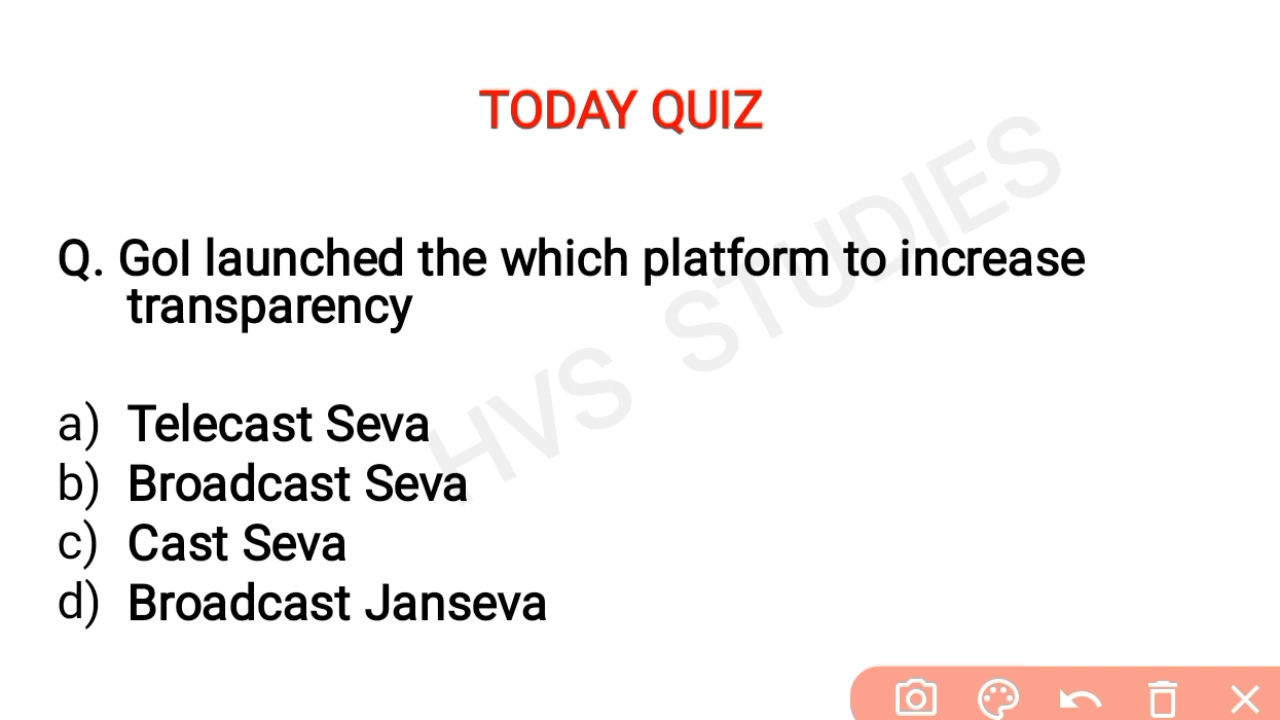 TODAY QUIZ
Q. GoI launched the which platform to increase
transparency
a) Telecast Seva
b) Broadcast Seva
c) Cast Seva
d) Broadcast Janseva
HVS STUDIES